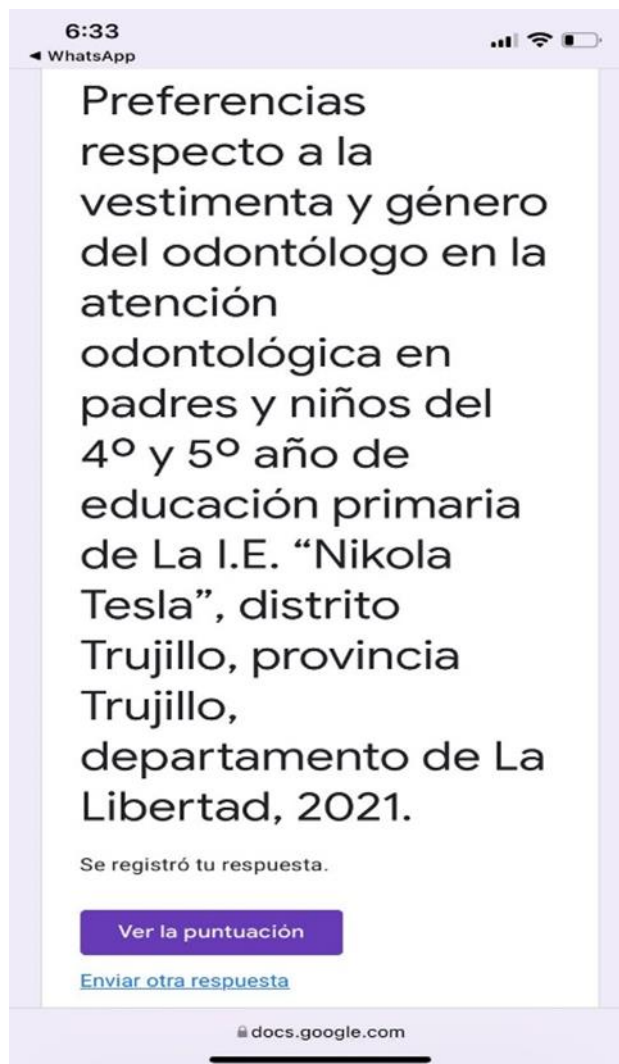 6:33
◀ WhatsApp
Preferencias
respecto a la
vestimenta y género
del odontólogo en la
atención
odontológica en
padres y niños del
4º y 5º año de
educación primaria
de La I.E. “Nikola
Tesla”, distrito
Trujillo, provincia
Trujillo,
departamento de La
Libertad, 2021.
Se registró tu respuesta.
Ver la puntuación
Enviar otra respuesta
docs.google.com